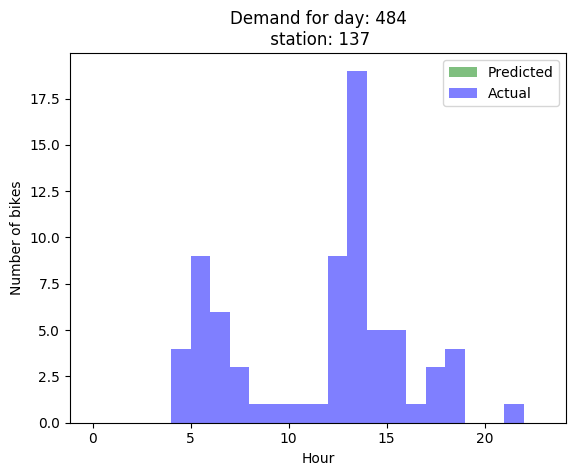 Demand for day: 484
station: 137
Predicted
Actual
Number of bikes
17.5
15.0
12.5
10.0
7.5
5.0
2.5
0.0
0
5
10
15
20
Hour